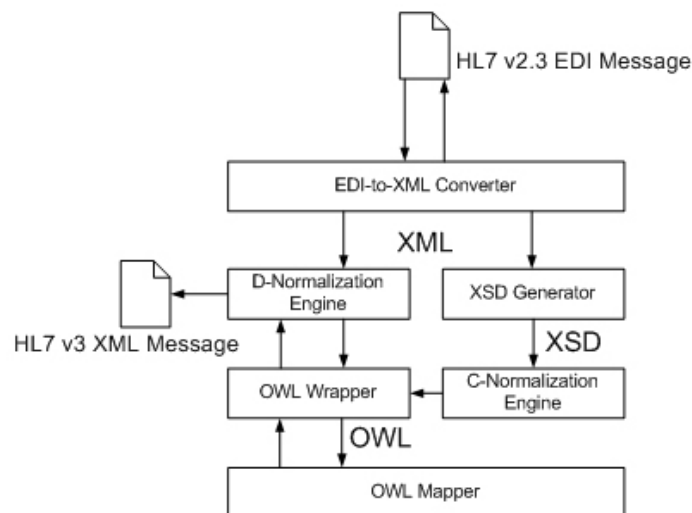 HL7 v2.3 EDI Message
EDI-to-XML Converter
XML
D-Normalization
Engine
XSD Generator
HL7 v3 XML Message
XSD
OWL Wrapper
C-Normalization
Engine
OWL
OWL Mapper